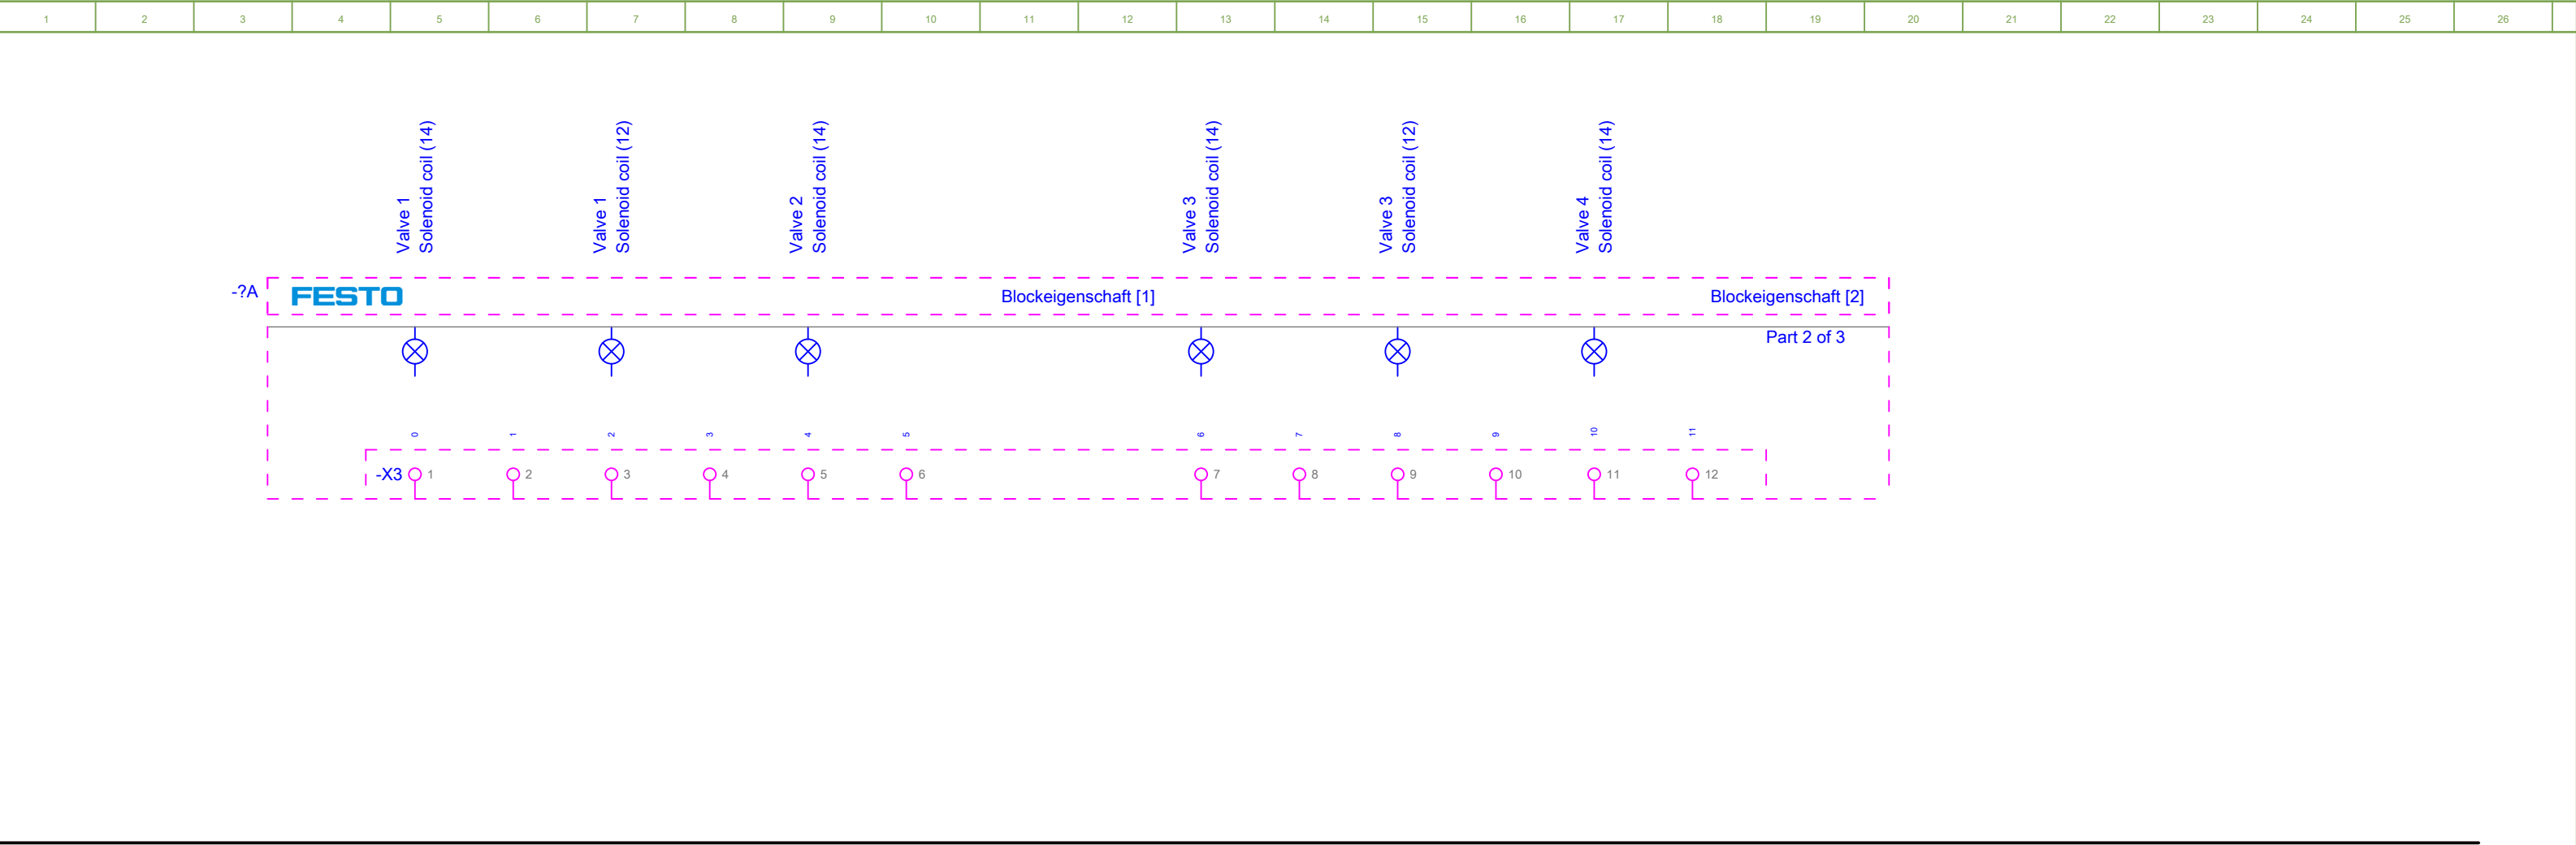 1 2 3 4 5 6 7 8 9 10 11 12 13 14 15 16 17 18 19 20 21 22 23 24 25 26
Valve 1
Solenoid coil (14)
Valve 1
Solenoid coil (12)
Valve 2
Solenoid coil (14)
Valve 3
Solenoid coil (14)
Valve 3
Solenoid coil (12)
Valve 4
Solenoid coil (14)
-?A FESTO Blockeigenschaft [1] Blockeigenschaft [2]
Part 2 of 3
0 1 2 3 4 5 6 7 8 9 10 11
-X3 1 2 3 4 5 6 7 8 9 10 11 12